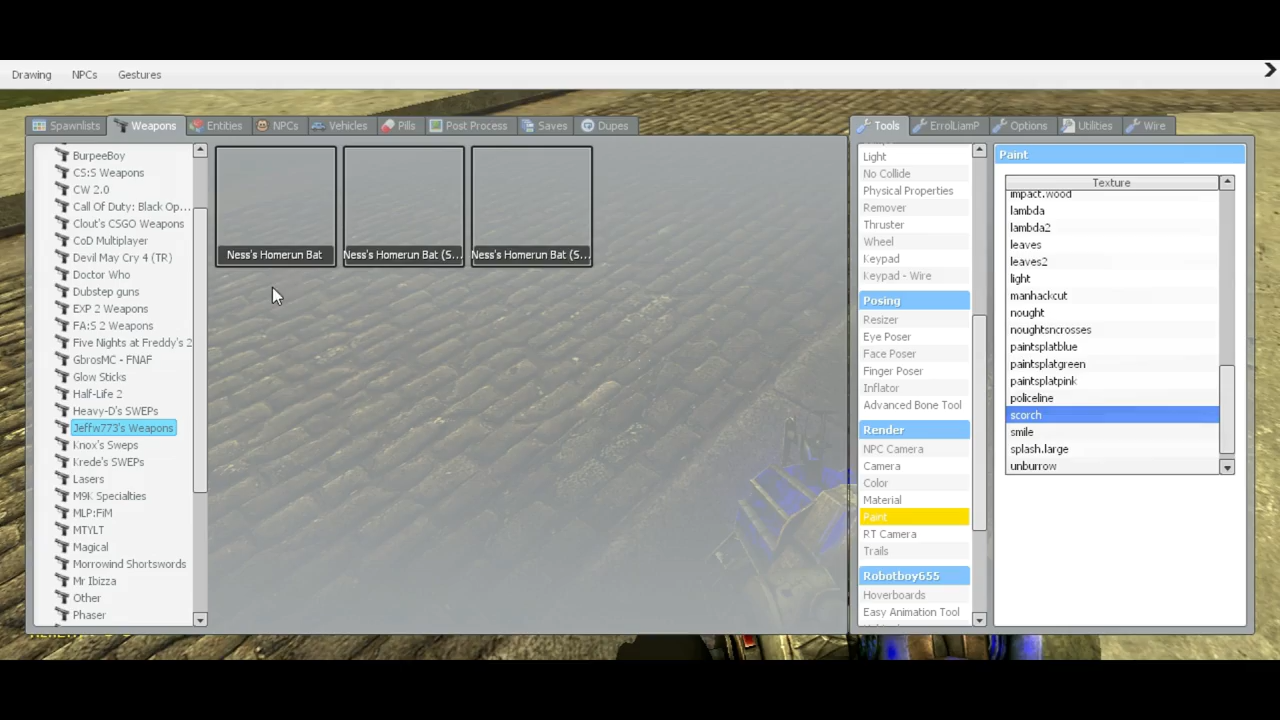 Drawing NPCs Gestures
Spawnlists Weapons Entities NPCs Vehicles Pills Post Process Saves Dupes
BurpeeBoy
CS:S Weapons
CW 2.0
Call Of Duty: Black Op...
Clout's CSGO Weapons
CoD Multiplayer
Devil May Cry 4 (TR)
Doctor Who
Dubstep guns
EXP 2 Weapons
FA:S 2 Weapons
Five Nights at Freddy's 2
GbrosMC - FNAF
Glow Sticks
Half-Life 2
Heavy-D's SWEPs
Jeffw773's Weapons
Knox's Sweps
Krede's SWEPs
Lasers
M9K Specialties
MLP:FiM
MTYLT
Magical
Morrowind Shortswords
Mr Ibizza
Other
Phaser
Ness's Homerun Bat
Ness's Homerun Bat (S...
Ness's Homerun Bat (S...
Tools ErrolLiamP Options Utilities Wire
Light
No Collide
Physical Properties
Remover
Thruster
Wheel
Keypad
Keypad - Wire
Posing
Resizer
Eye Poser
Face Poser
Finger Poser
Inflator
Advanced Bone Tool
Render
NPC Camera
Camera
Color
Material
Paint
RT Camera
Trails
Robotboy655
Hoverboards
Easy Animation Tool
Paint
Texture
impact.wood
lambda
lambda2
leaves
leaves2
light
manhackcut
nought
noughtsncrosses
paintsplatblue
paintsplatgreen
paintsplatpink
policeline
scorch
smile
splash.large
unburrow